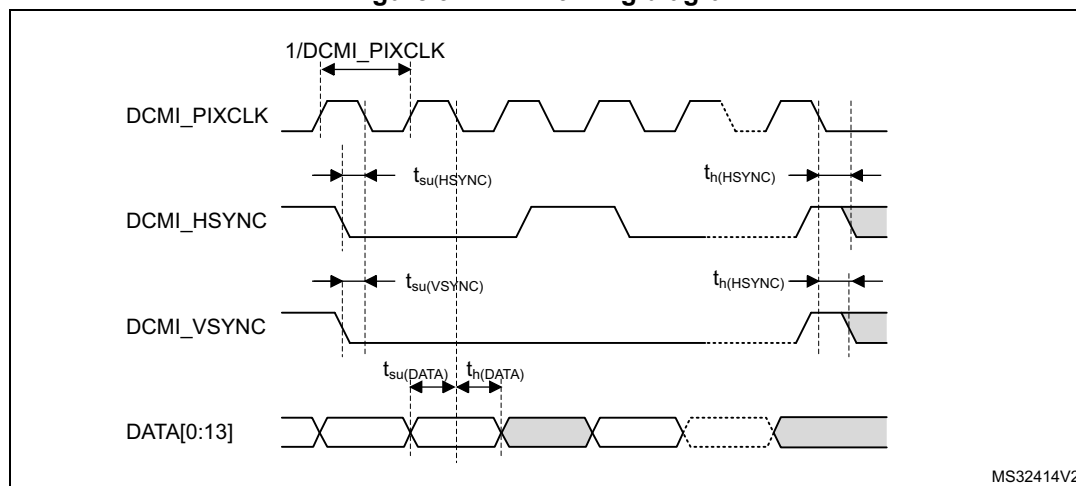 1/DCMI_PIXCLK
DCMI_PIXCLK
tsu(HSYNC)
th(HSYNC)
DCMI_HSYNC
tsu(VSYNC)
th(HSYNC)
DCMI_VSYNC
tsu(DATA) th(DATA)
DATA[0:13]
MS32414V2